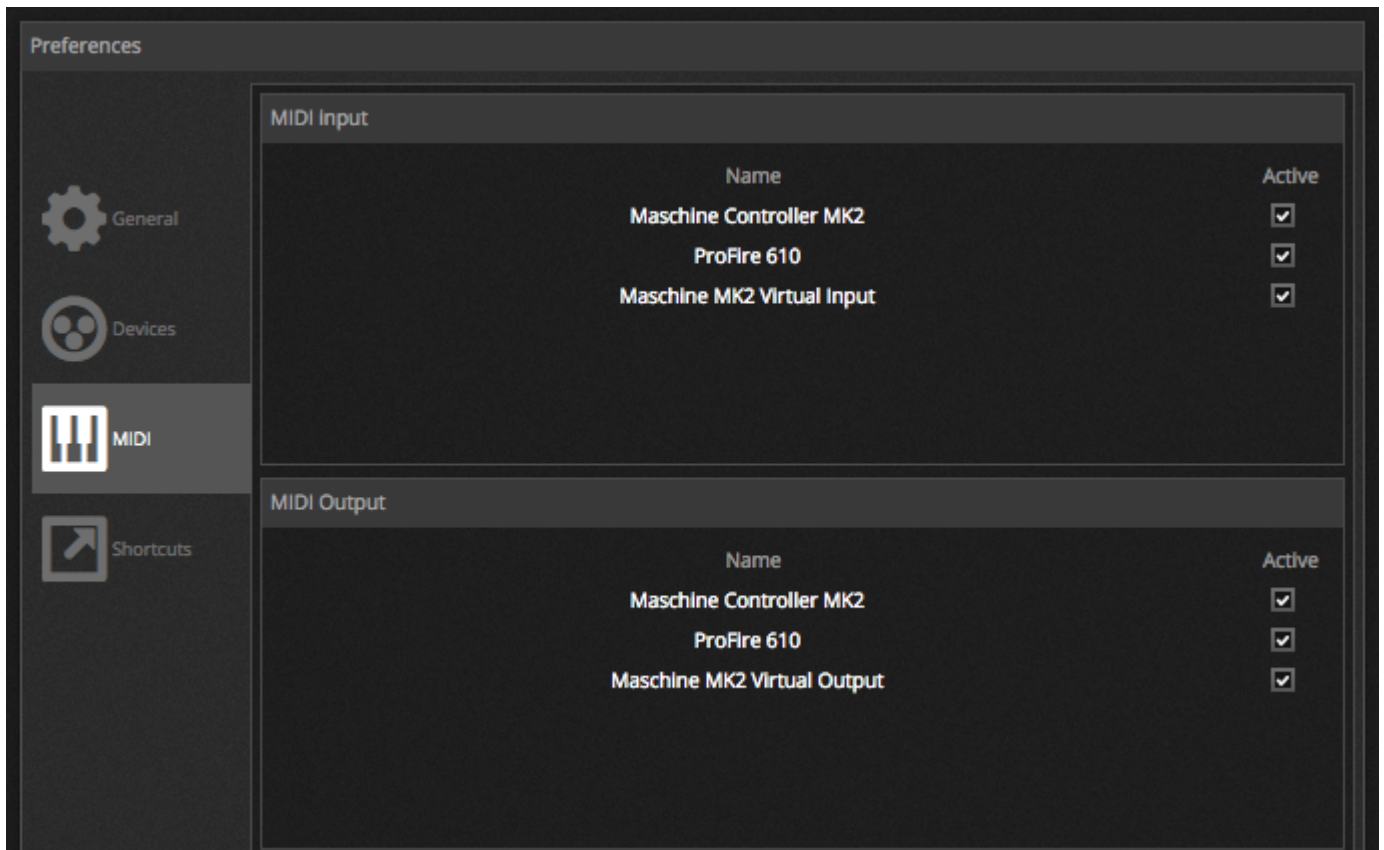 Preferences
General
Devices
MIDI
Shortcuts
MIDI Input
Name Active
Maschine Controller MK2
ProFire 610
Maschine MK2 Virtual Input
MIDI Output
Name Active
Maschine Controller MK2
ProFire 610
Maschine MK2 Virtual Output